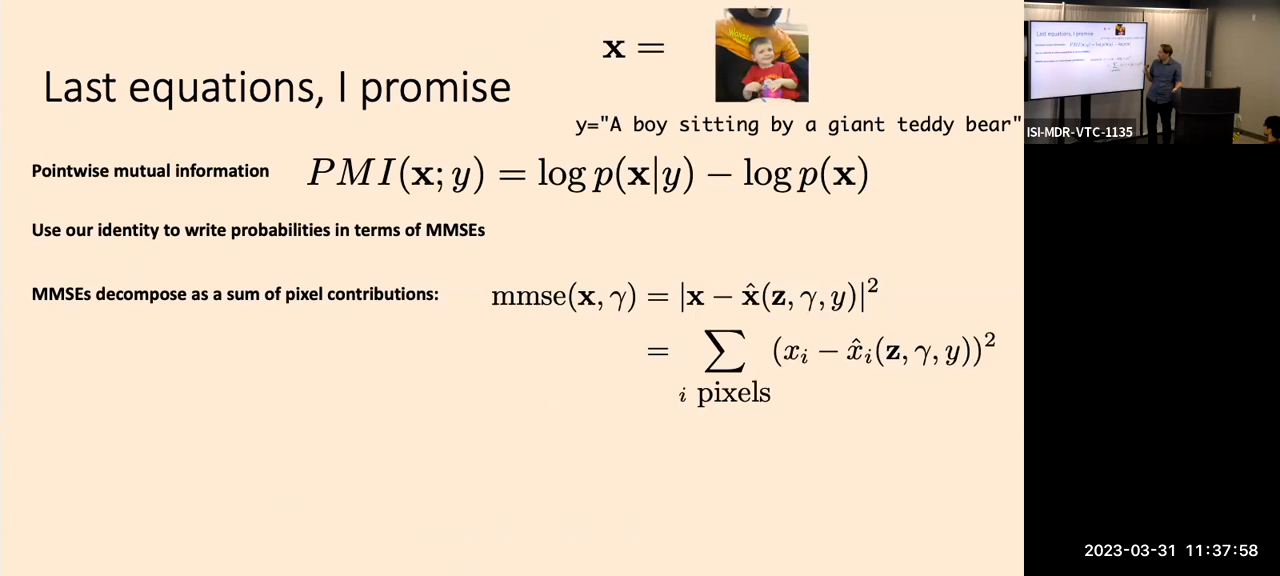 Last equations, I promise
x =
y="A boy sitting by a giant teddy bear"
Pointwise mutual information PMI(x; y) = log p(x|y) − log p(x)
Use our identity to write probabilities in terms of MMSEs
MMSEs decompose as a sum of pixel contributions: mmse(x, γ) = |x − x̂(z, γ, y)|²
= ∑ (xᵢ − x̂ᵢ(z, γ, y))²
i pixels
ISI-MDR-VTC-1135
2023-03-31 11:37:58